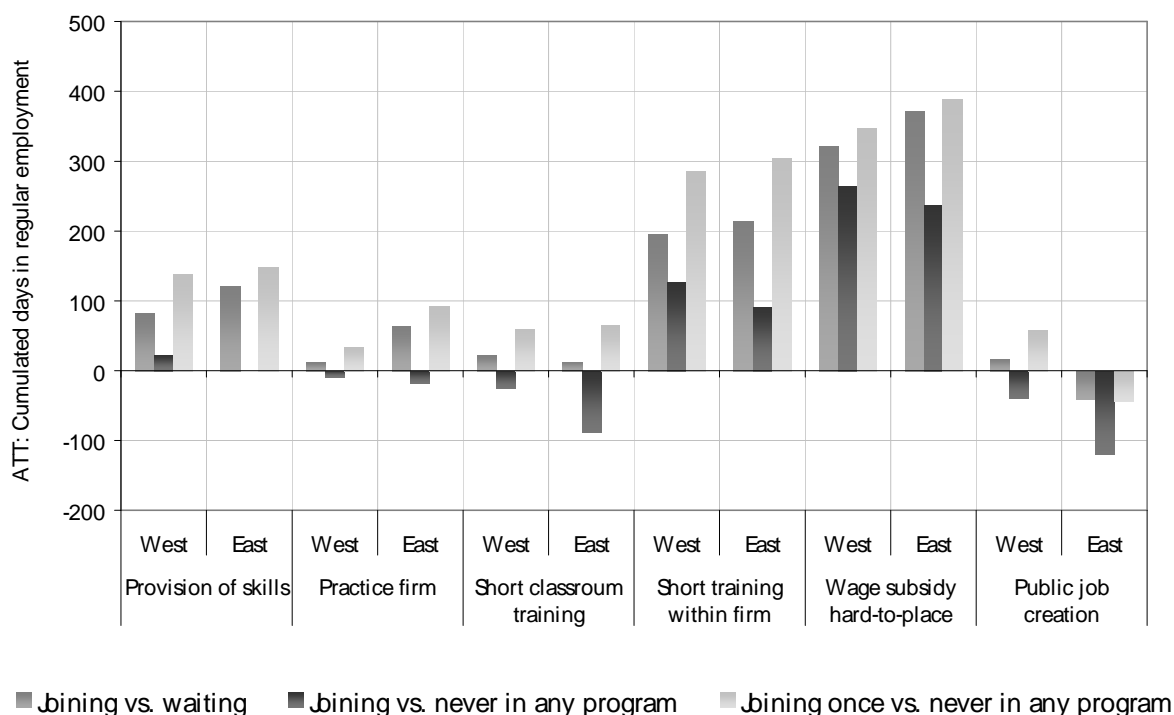 500
400
300
200
100
0
-100
-200
ATT: Cumulated days in regular employment
West East West East West East West East West East West East
Provision of skills Practice firm Short classroum Short training Wage subsidy Public job
training within firm hard-to-place creation
Joining vs. waiting Joining vs. never in any program Joining once vs. never in any program